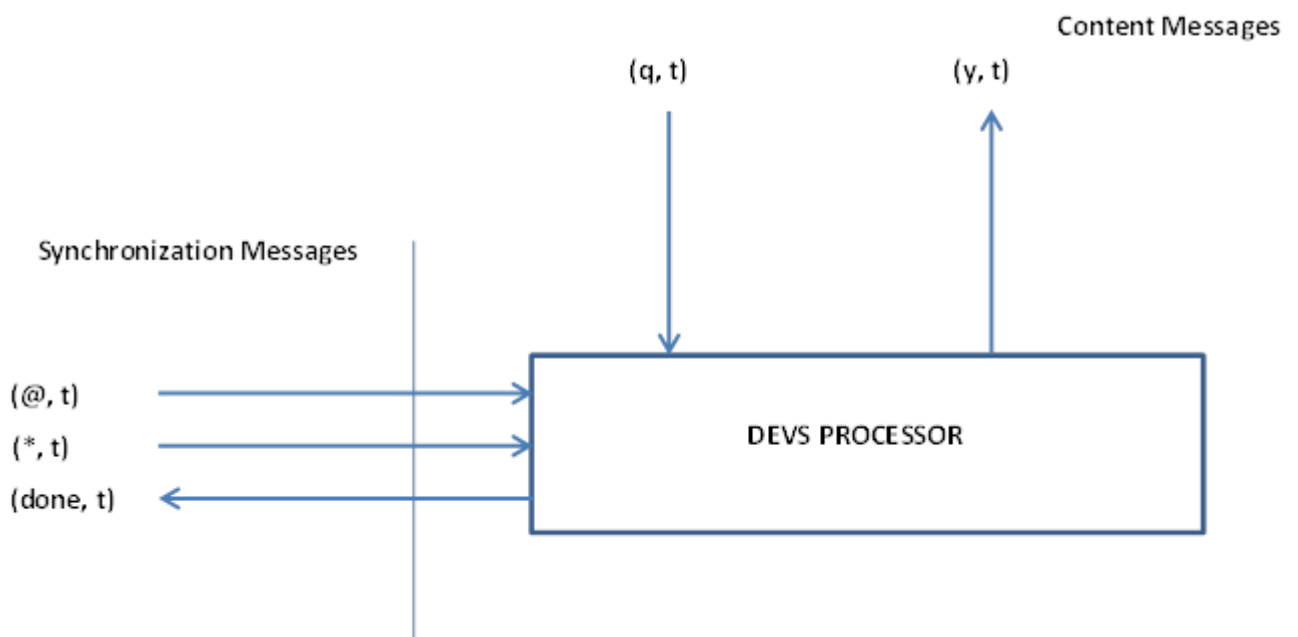 Content Messages
(q, t)
(y, t)
Synchronization Messages
(@, t)
(*, t)
(done, t)
DEVS PROCESSOR